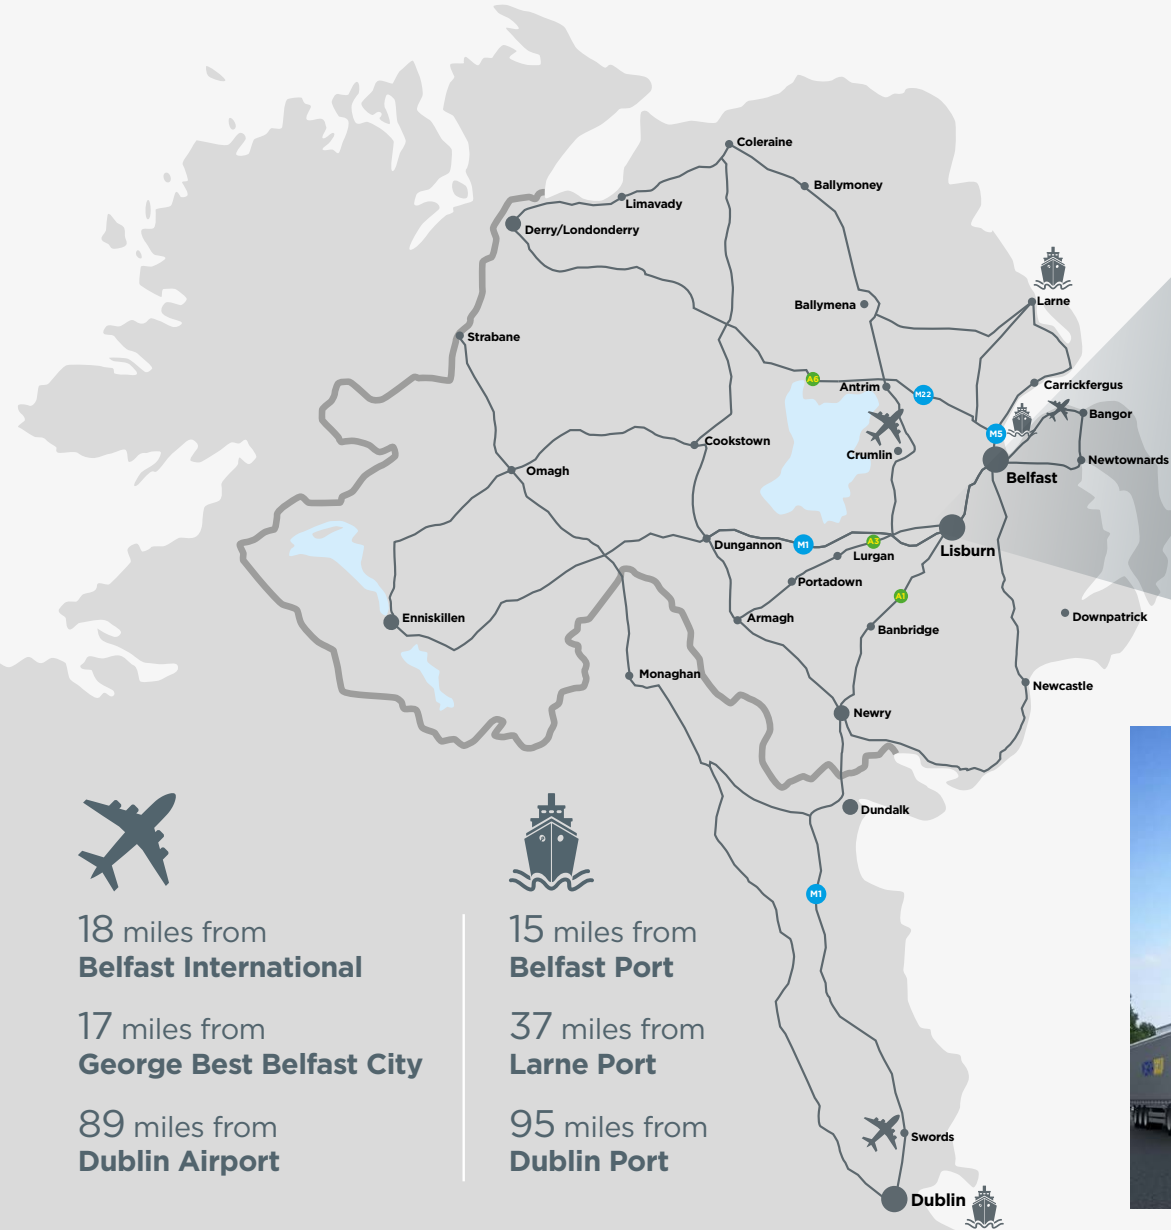 Coleraine
Ballymoney
Limavady
Derry/Londonderry
Larne
Ballymena
Strabane
A6
Antrim
M22
Carrickfergus
Bangor
M5
Cookstown
Crumlin
Newtownards
Omagh
Belfast
Dungannon
M1
A3
Lisburn
Lurgan
Portadown
A1
Enniskillen
Armagh
Banbridge
Downpatrick
Monaghan
Newcastle
Newry
Dundalk
M1
Swords
Dublin
18 miles from
Belfast International
17 miles from
George Best Belfast City
89 miles from
Dublin Airport
15 miles from
Belfast Port
37 miles from
Larne Port
95 miles from
Dublin Port